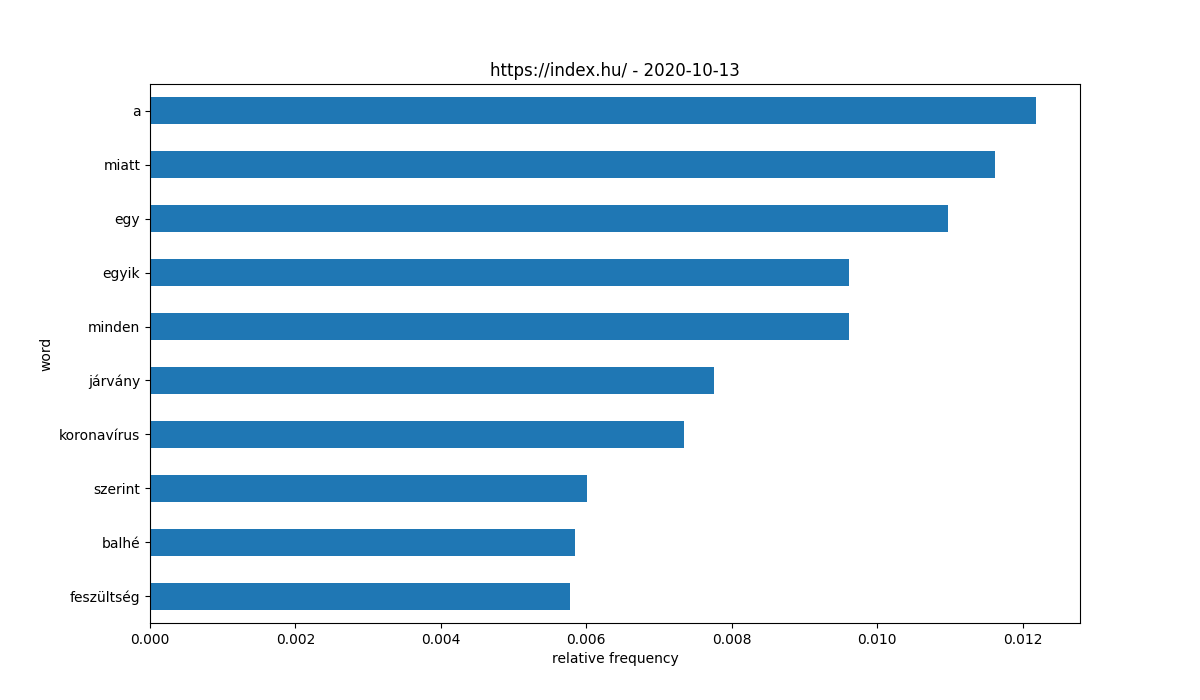 https://index.hu/ - 2020-10-13
word
a
miatt
egy
egyik
minden
járvány
koronavírus
szerint
balhé
feszültség
0.000 0.002 0.004 0.006 0.008 0.010 0.012
relative frequency